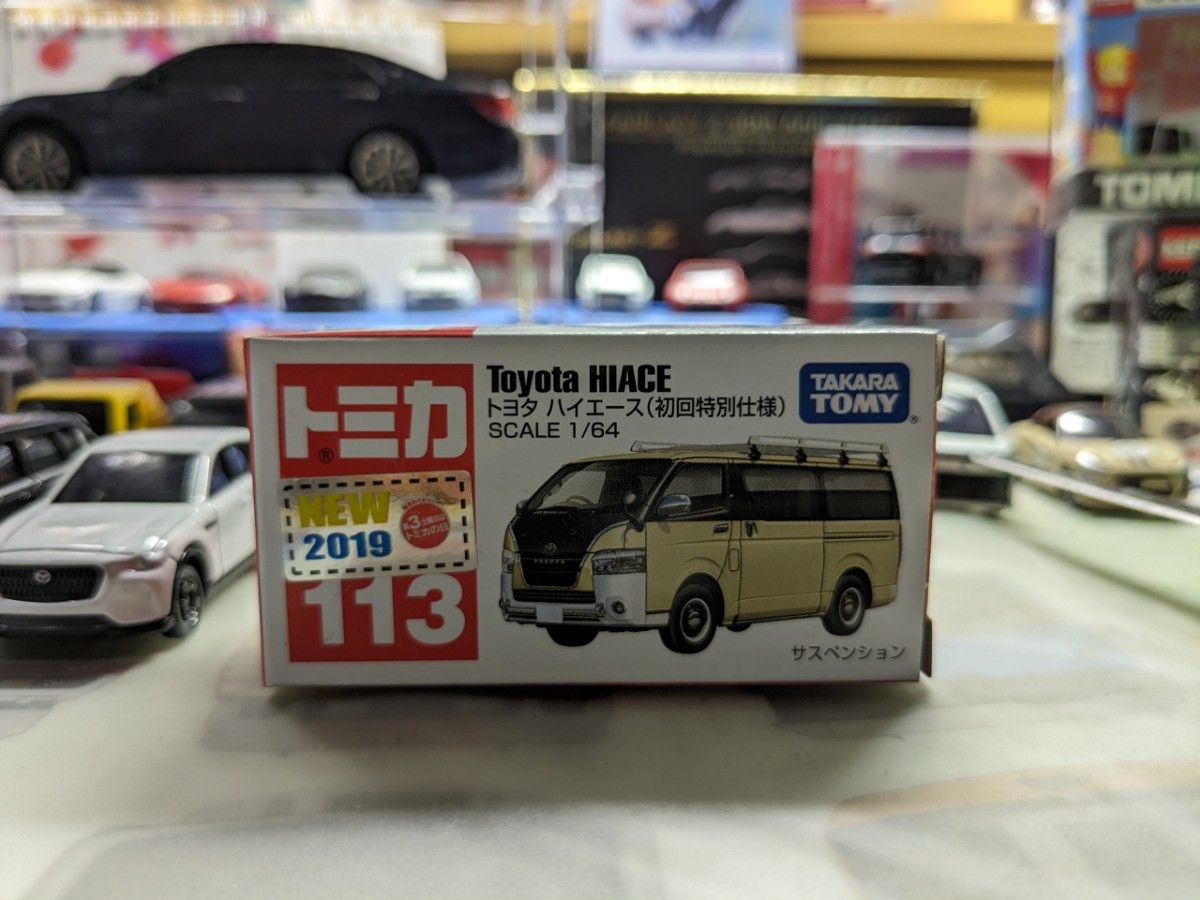 トミカ
®
NEW
2019
第3土曜日は
トミカの日
113
Toyota HIACE
トヨタ ハイエース(初回特別仕様)
SCALE 1/64
TAKARA
TOMY
®
TOYOTA
サスペンション
TOMI